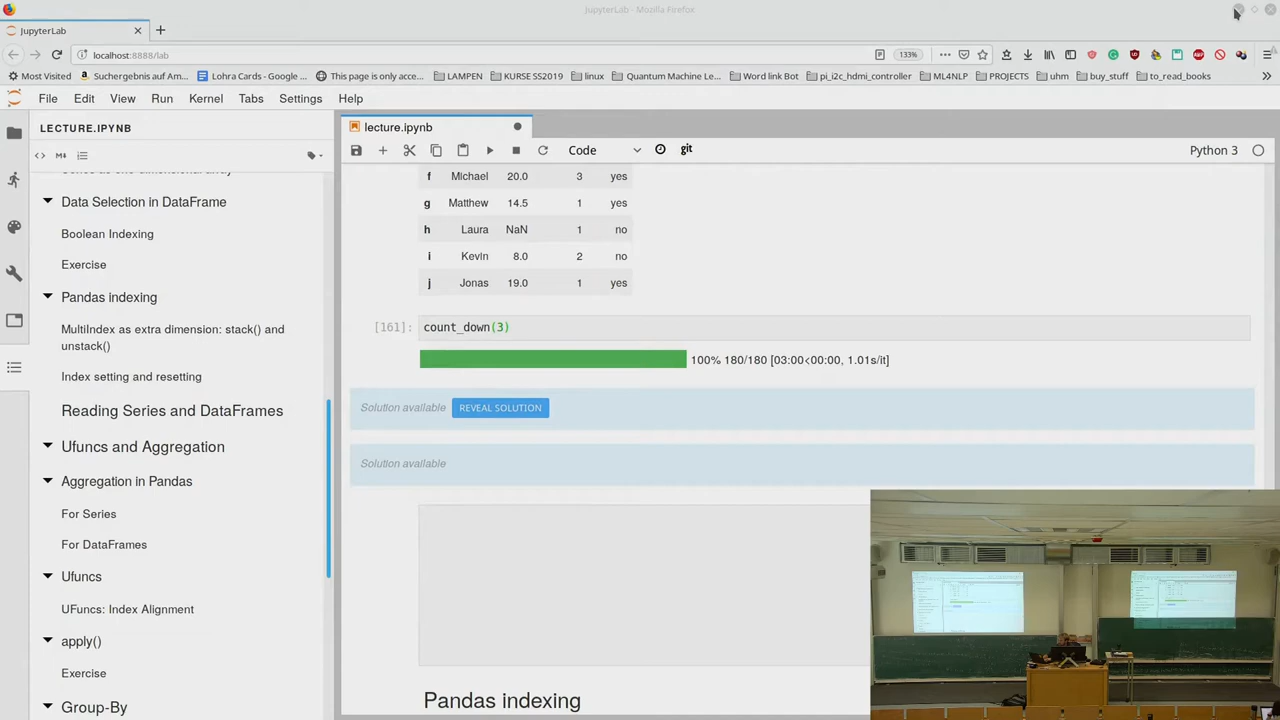 JupyterLab - Mozilla Firefox
JupyterLab
localhost:8888/lab
133%
Most Visited
Suchergebnis auf Am...
Lohra Cards - Google ...
This page is only acce...
LAMPEN
KURSE SS2019
linux
Quantum Machine Le...
Word link Bot
pi_i2c_hdmi_controller
ML4NLP
PROJECTS
uhm
buy_stuff
to_read_books
File Edit View Run Kernel Tabs Settings Help
LECTURE.IPYNB
Data Selection in DataFrame
Boolean Indexing
Exercise
Pandas indexing
MultiIndex as extra dimension: stack() and
unstack()
Index setting and resetting
Reading Series and DataFrames
Ufuncs and Aggregation
Aggregation in Pandas
For Series
For DataFrames
Ufuncs
UFuncs: Index Alignment
apply()
Exercise
Group-By
lecture.ipynb
Code
git
Python 3
f Michael 20.0 3 yes
g Matthew 14.5 1 yes
h Laura NaN 1 no
i Kevin 8.0 2 no
j Jonas 19.0 1 yes
[161]: count_down(3)
100% 180/180 [03:00<00:00, 1.01s/it]
Solution available REVEAL SOLUTION
Solution available
Pandas indexing